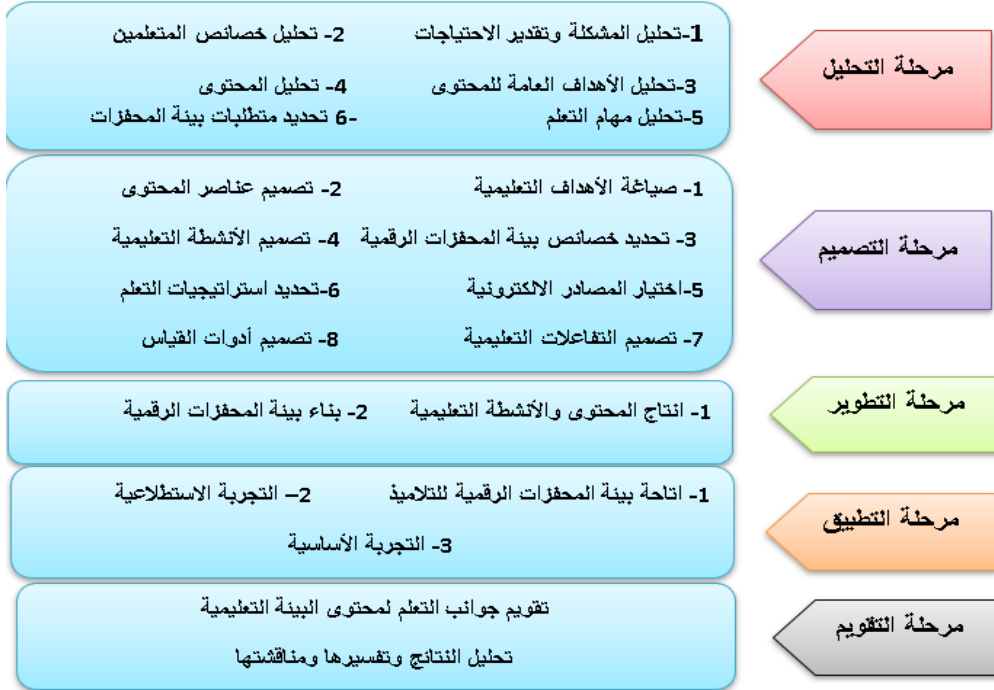 مرحلة التحليل
1-تحليل المشكلة وتقدير الاحتياجات 2- تحليل خصائص المتعلمين
3-تحليل الأهداف العامة للمحتوى 4- تحليل المحتوى
5-تحليل مهام التعلم 6- تحديد متطلبات بيئة المحفزات
مرحلة التصميم
1- صياغة الأهداف التعليمية 2- تصميم عناصر المحتوى
3- تحديد خصائص بيئة المحفزات الرقمية 4- تصميم الأنشطة التعليمية
5-اختيار المصادر الالكترونية 6-تحديد استراتيجيات التعلم
7- تصميم التفاعلات التعليمية 8- تصميم أدوات القياس
مرحلة التطوير
1- انتاج المحتوى والأنشطة التعليمية 2- بناء بيئة المحفزات الرقمية
مرحلة التطبيق
1- اتاحة بيئة المحفزات الرقمية للتلاميذ 2– التجربة الاستطلاعية
3- التجربة الأساسية
مرحلة التقويم
تقويم جوانب التعلم لمحتوى البيئة التعليمية
تحليل النتائج وتفسيرها ومناقشتها